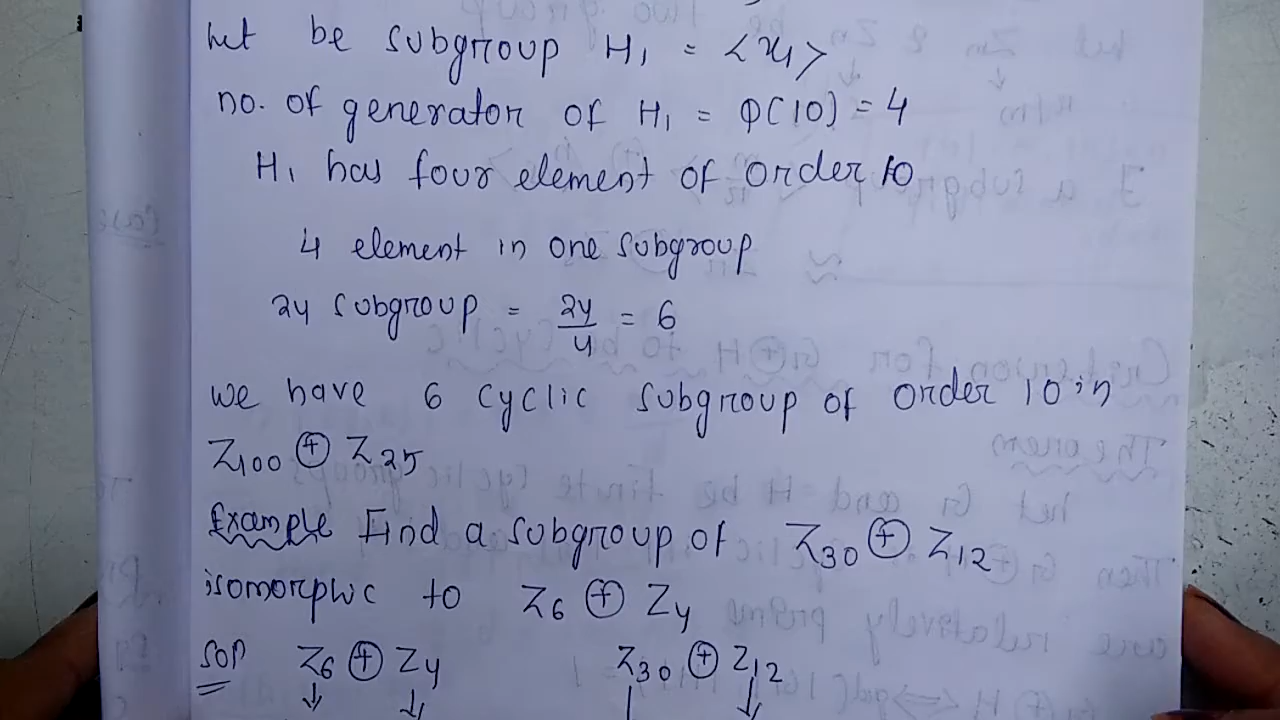 Let be subgroup H₁ = <x₁>
no. of generator of H₁ = φ(10) = 4
H₁ has four element of order 10
4 element in one subgroup
24 subgroup = 24/4 = 6
we have 6 cyclic subgroup of order 10 in
Z₁₀₀ ⊕ Z₂₅
Example Find a subgroup of Z₃₀ ⊕ Z₁₂
isomorphic to Z₆ ⊕ Z₄
Sol Z₆ ⊕ Z₄ Z₃₀ ⊕ Z₁₂
↓ ↓ ↓